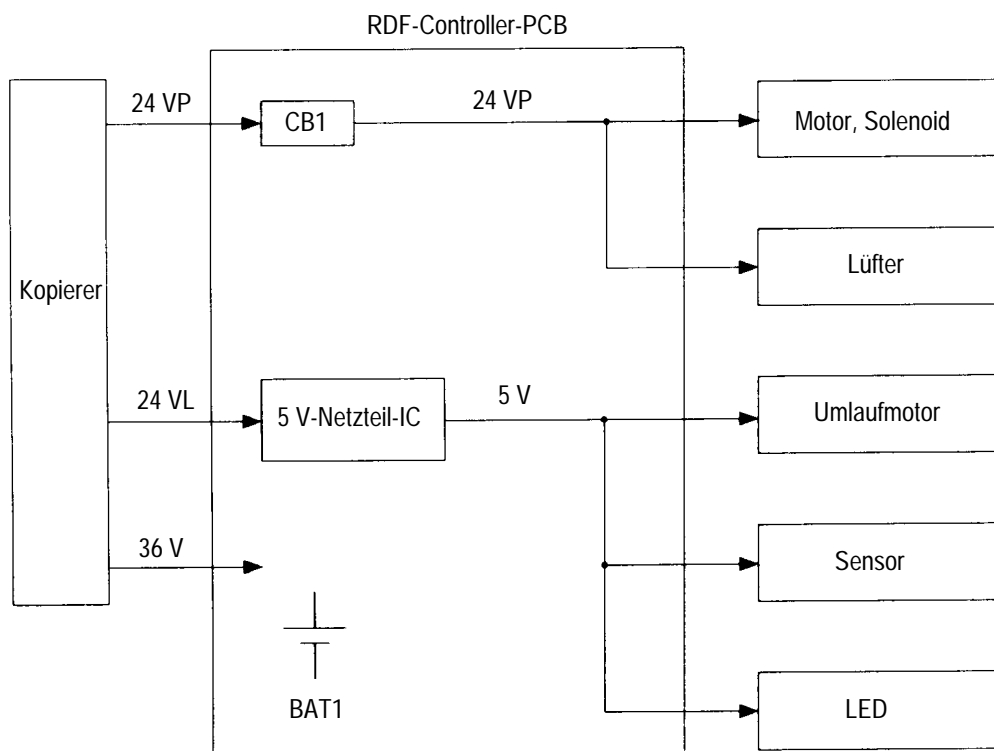 RDF-Controller-PCB
24 VP
CB1
24 VP
Motor, Solenoid
Lüfter
Kopierer
24 VL
5 V-Netzteil-IC
5 V
Umlaufmotor
36 V
Sensor
BAT1
LED